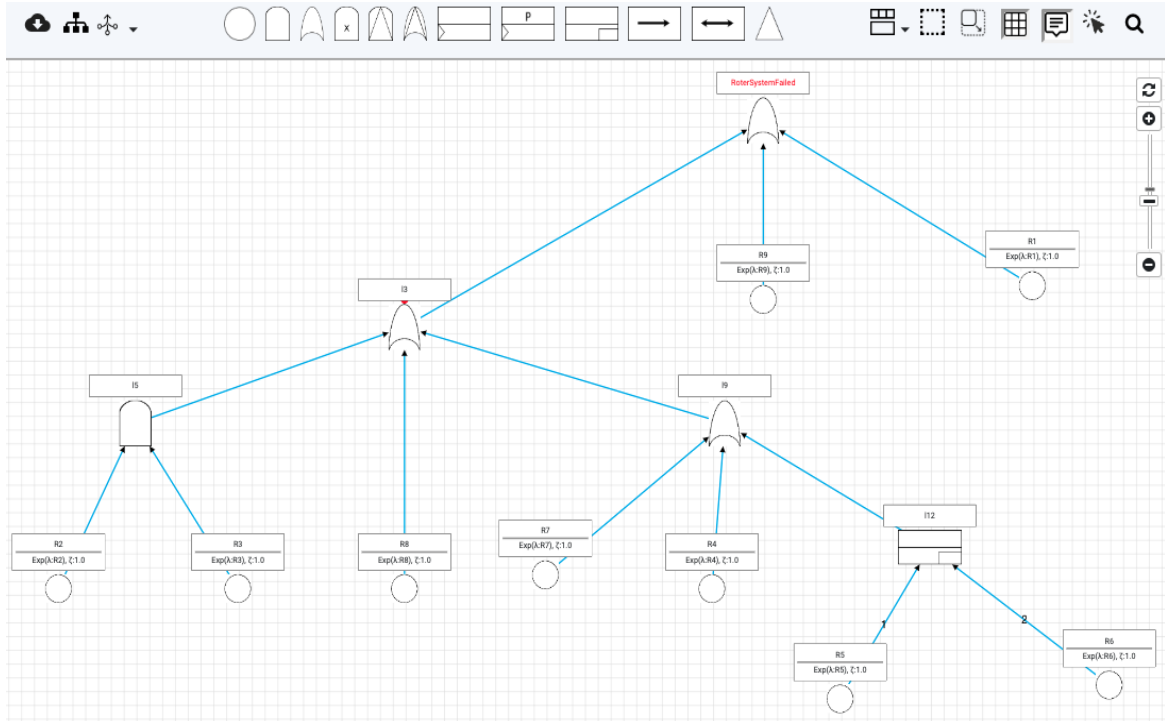 x
P
RoterSystemFailed
R1
Exp(λ:R1), ζ:1.0
R9
Exp(λ:R9), ζ:1.0
I3
I5
I9
I12
R7
Exp(λ:R7), ζ:1.0
R2
Exp(λ:R2), ζ:1.0
R3
Exp(λ:R3), ζ:1.0
R8
Exp(λ:R8), ζ:1.0
R4
Exp(λ:R4), ζ:1.0
1
2
R6
Exp(λ:R6), ζ:1.0
R5
Exp(λ:R5), ζ:1.0